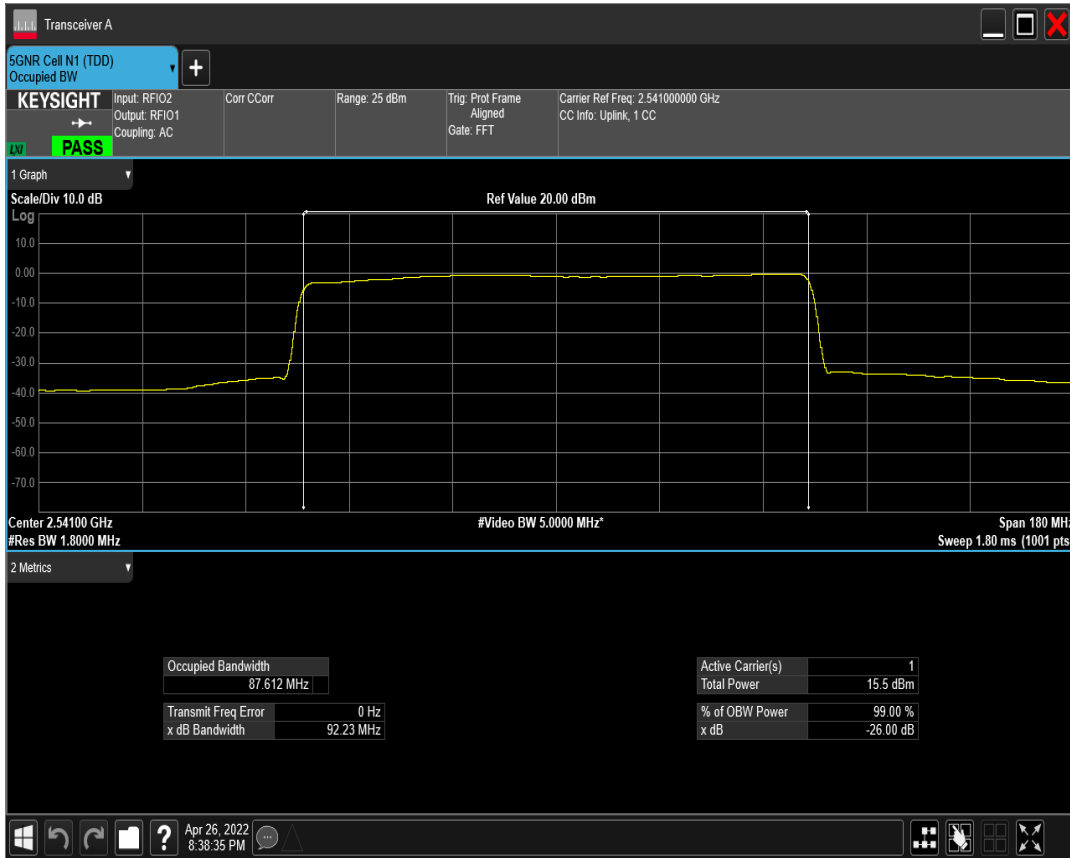 Transceiver A
5GNR Cell N1 (TDD)
Occupied BW
+
KEYSIGHT
LXI
PASS
Input: RFIO2
Output: RFIO1
Coupling: AC
Corr CCorr
Range: 25 dBm
Trig: Prot Frame
Aligned
Gate: FFT
Carrier Ref Freq: 2.541000000 GHz
CC Info: Uplink, 1 CC
1 Graph
Scale/Div 10.0 dB
Ref Value 20.00 dBm
Log
10.0
0.00
-10.0
-20.0
-30.0
-40.0
-50.0
-60.0
-70.0
Center 2.54100 GHz
#Video BW 5.0000 MHz*
Span 180 MHz
#Res BW 1.8000 MHz
Sweep 1.80 ms (1001 pts
2 Metrics
Occupied Bandwidth
87.612 MHz
Transmit Freq Error 0 Hz
x dB Bandwidth 92.23 MHz
Active Carrier(s) 1
Total Power 15.5 dBm
% of OBW Power 99.00 %
x dB -26.00 dB
?
Apr 26, 2022
8:38:35 PM